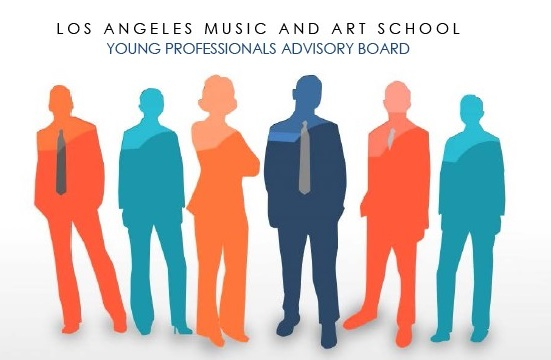 LOS ANGELES MUSIC AND ART SCHOOL
YOUNG PROFESSIONALS ADVISORY BOARD